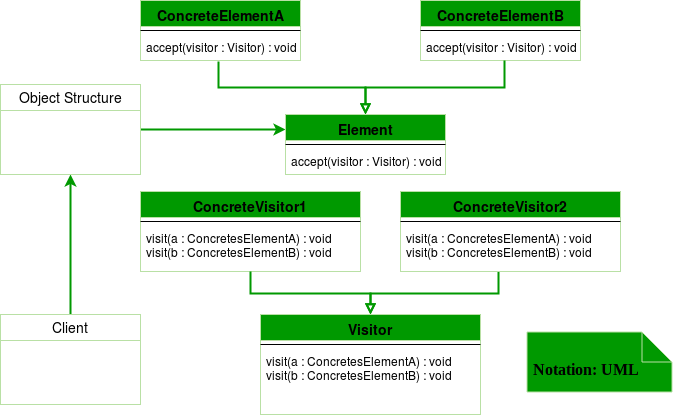 ConcreteElementA
accept(visitor : Visitor) : void
ConcreteElementB
accept(visitor : Visitor) : void
Object Structure
Element
accept(visitor : Visitor) : void
ConcreteVisitor1
visit(a : ConcretesElementA) : void
visit(b : ConcretesElementB) : void
ConcreteVisitor2
visit(a : ConcretesElementA) : void
visit(b : ConcretesElementB) : void
Client
Visitor
visit(a : ConcretesElementA) : void
visit(b : ConcretesElementB) : void
Notation: UML